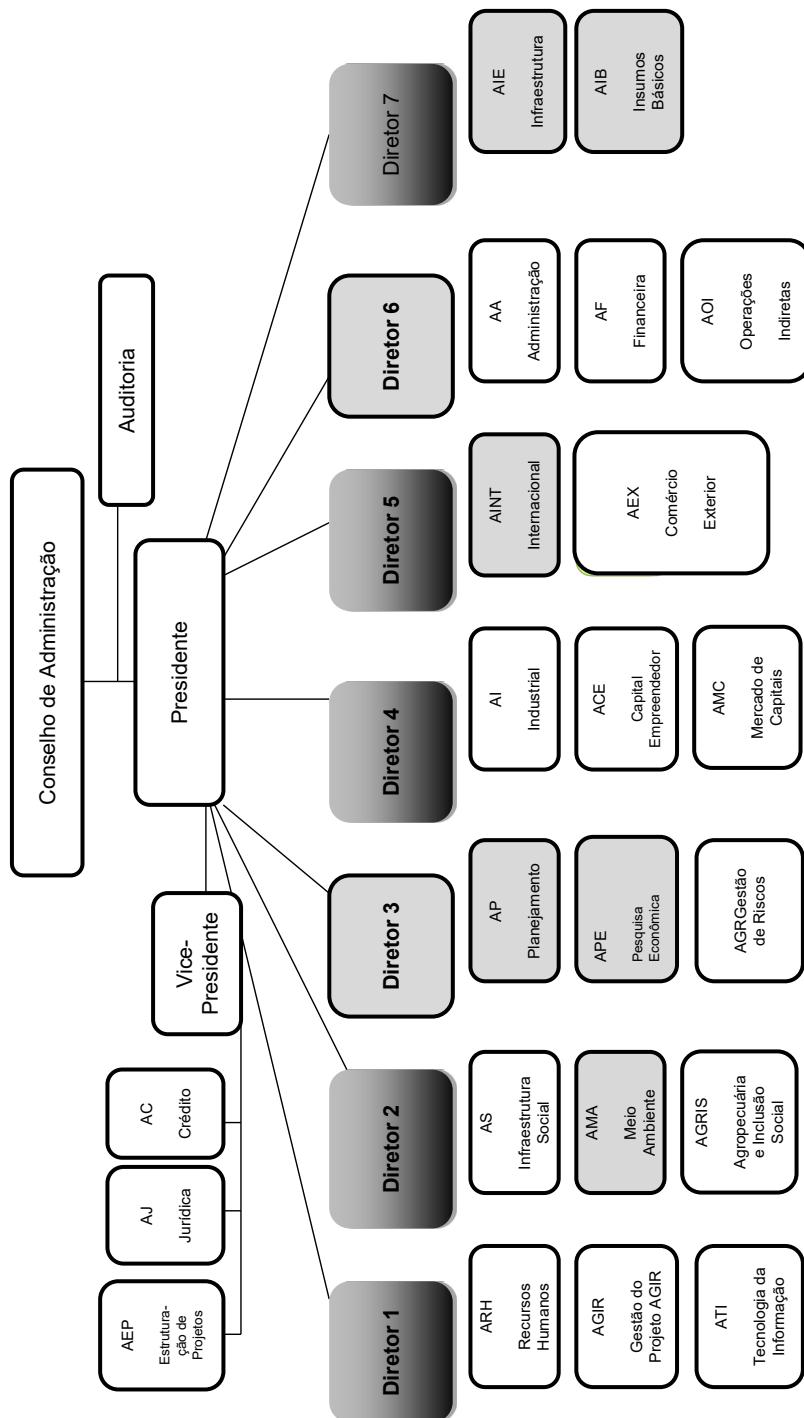 Conselho de Administração
Auditoria
Presidente
Vice-
Presidente
AEP
Estrutura-
ção de
Projetos
AJ
Jurídica
AC
Crédito
Diretor 1
ARH
Recursos
Humanos
AGIR
Gestão do
Projeto AGIR
ATI
Tecnologia da
Informação
Diretor 2
AS
Infraestrutura
Social
AMA
Meio
Ambiente
AGRIS
Agropecuária
e Inclusão
Social
Diretor 3
AP
Planejamento
APE
Pesquisa
Econômica
AGRGestão
de Riscos
Diretor 4
AI
Industrial
ACE
Capital
Empreendedor
AMC
Mercado de
Capitais
Diretor 5
AINT
Internacional
AEX
Comércio
Exterior
Diretor 6
AA
Administração
AF
Financeira
AOI
Operações
Indiretas
Diretor 7
AIE
Infraestrutura
AIB
Insumos
Básicos